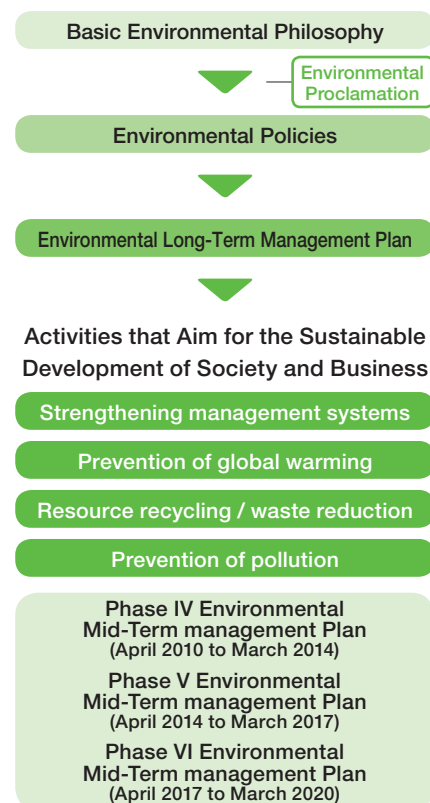 Basic Environmental Philosophy
Environmental
Proclamation
Environmental Policies
Environmental Long-Term Management Plan
Activities that Aim for the Sustainable
Development of Society and Business
Strengthening management systems
Prevention of global warming
Resource recycling / waste reduction
Prevention of pollution
Phase IV Environmental
Mid-Term management Plan
(April 2010 to March 2014)
Phase V Environmental
Mid-Term management Plan
(April 2014 to March 2017)
Phase VI Environmental
Mid-Term management Plan
(April 2017 to March 2020)